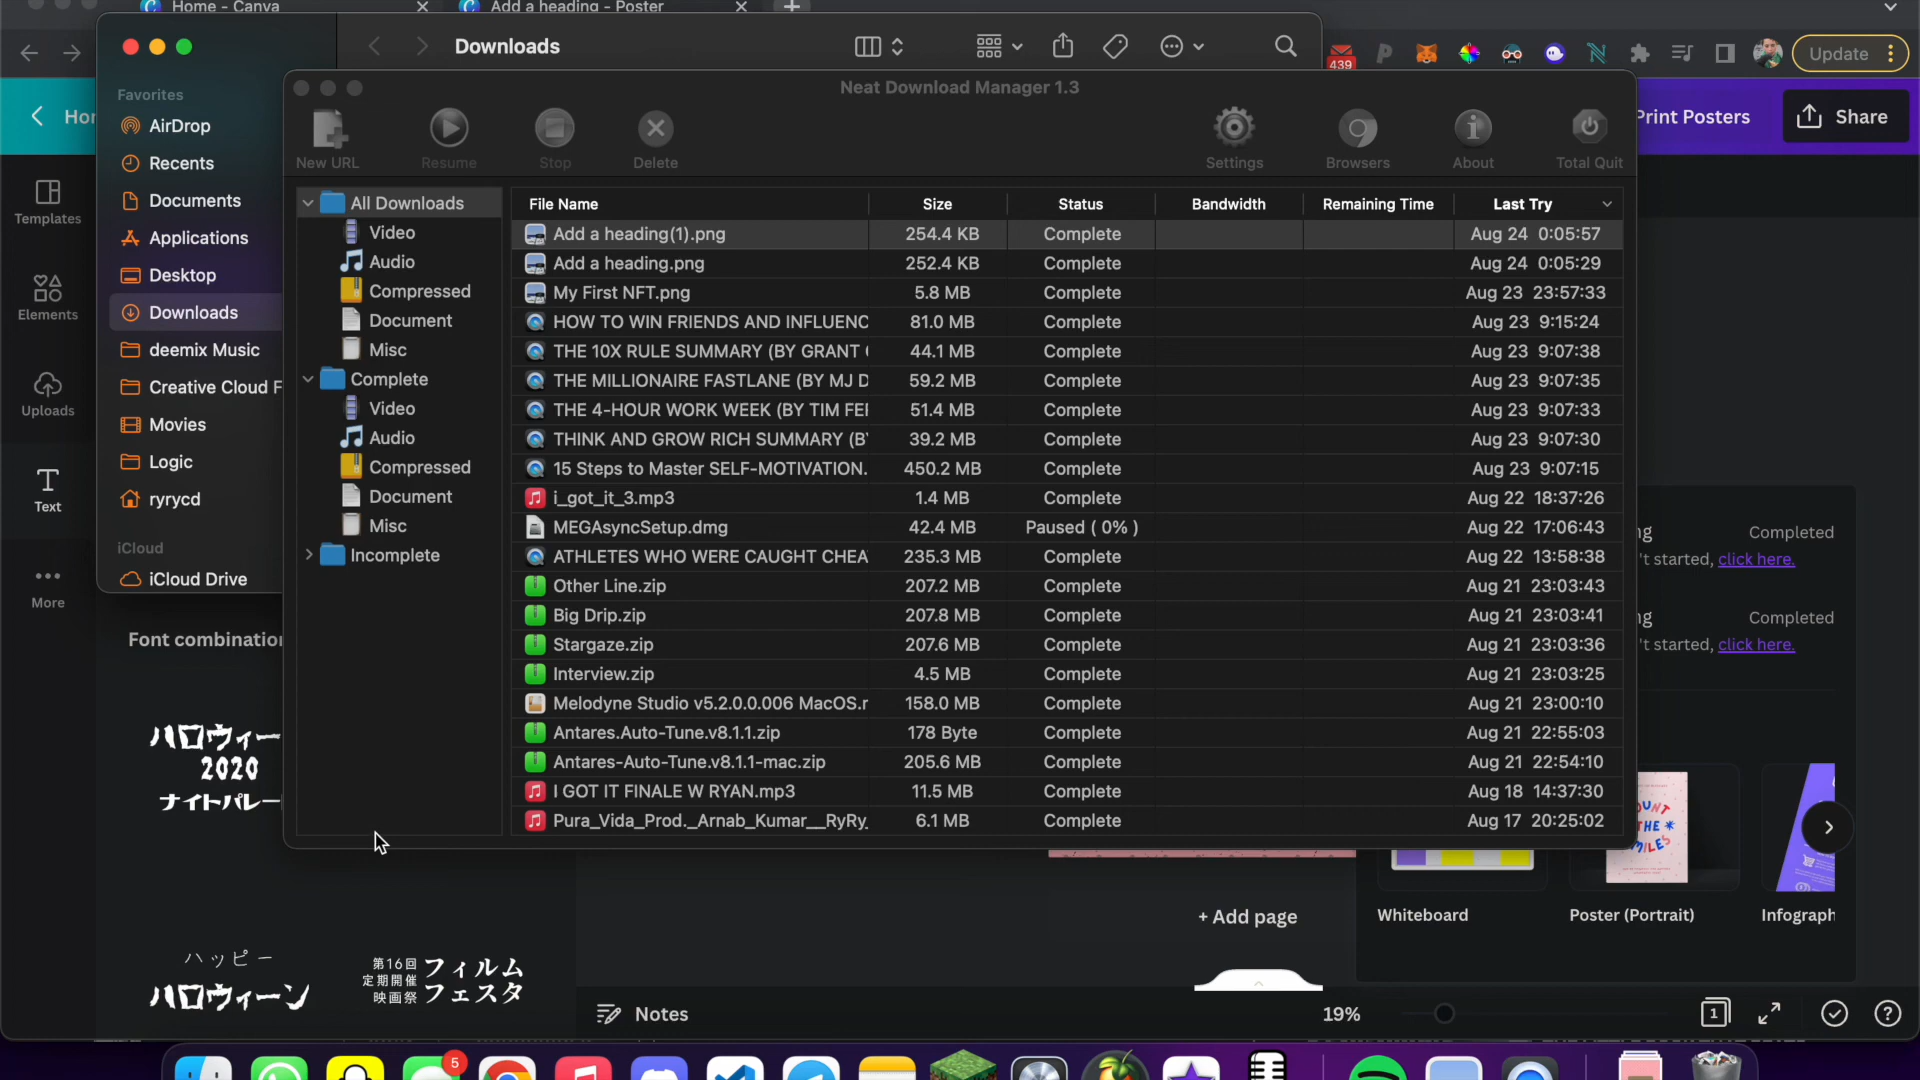 Home - Canva
Add a heading - Poster
Downloads
439
Update
Favorites
AirDrop
Recents
Documents
Applications
Desktop
Downloads
deemix Music
Creative Cloud F
Movies
Logic
ryrycd
iCloud
iCloud Drive
Hor
Templates
Elements
Uploads
Text
More
Print Posters
Share
Neat Download Manager 1.3
New URL
Resume
Stop
Delete
Settings
Browsers
About
Total Quit
All Downloads
Video
Audio
Compressed
Document
Misc
Complete
Video
Audio
Compressed
Document
Misc
Incomplete
File Name Size Status Bandwidth Remaining Time Last Try
Add a heading(1).png 254.4 KB Complete Aug 24 0:05:57
Add a heading.png 252.4 KB Complete Aug 24 0:05:29
My First NFT.png 5.8 MB Complete Aug 23 23:57:33
HOW TO WIN FRIENDS AND INFLUENC 81.0 MB Complete Aug 23 9:15:24
THE 10X RULE SUMMARY (BY GRANT 44.1 MB Complete Aug 23 9:07:38
THE MILLIONAIRE FASTLANE (BY MJ D 59.2 MB Complete Aug 23 9:07:35
THE 4-HOUR WORK WEEK (BY TIM FEF 51.4 MB Complete Aug 23 9:07:33
THINK AND GROW RICH SUMMARY (B 39.2 MB Complete Aug 23 9:07:30
15 Steps to Master SELF-MOTIVATION. 450.2 MB Complete Aug 23 9:07:15
i_got_it_3.mp3 1.4 MB Complete Aug 22 18:37:26
MEGAsyncSetup.dmg 42.4 MB Paused ( 0% ) Aug 22 17:06:43
ATHLETES WHO WERE CAUGHT CHEA 235.3 MB Complete Aug 22 13:58:38
Other Line.zip 207.2 MB Complete Aug 21 23:03:43
Big Drip.zip 207.8 MB Complete Aug 21 23:03:41
Stargaze.zip 207.6 MB Complete Aug 21 23:03:36
Interview.zip 4.5 MB Complete Aug 21 23:03:25
Melodyne Studio v5.2.0.0.006 MacOS.r 158.0 MB Complete Aug 21 23:00:10
Antares.Auto-Tune.v8.1.1.zip 178 Byte Complete Aug 21 22:55:03
Antares-Auto-Tune.v8.1.1-mac.zip 205.6 MB Complete Aug 21 22:54:10
I GOT IT FINALE W RYAN.mp3 11.5 MB Complete Aug 18 14:37:30
Pura_Vida_Prod._Arnab_Kumar__RyRy_ 6.1 MB Complete Aug 17 20:25:02
ng Completed
't started, click here.
ng Completed
't started, click here.
Font combination
ハロウィー
2020
ナイトパレー
ハッピー
ハロウィーン
第16回
定期開催
映画祭
フィルム
フェスタ
+ Add page
Whiteboard
Poster (Portrait)
Infograph
Notes
19%
1
5